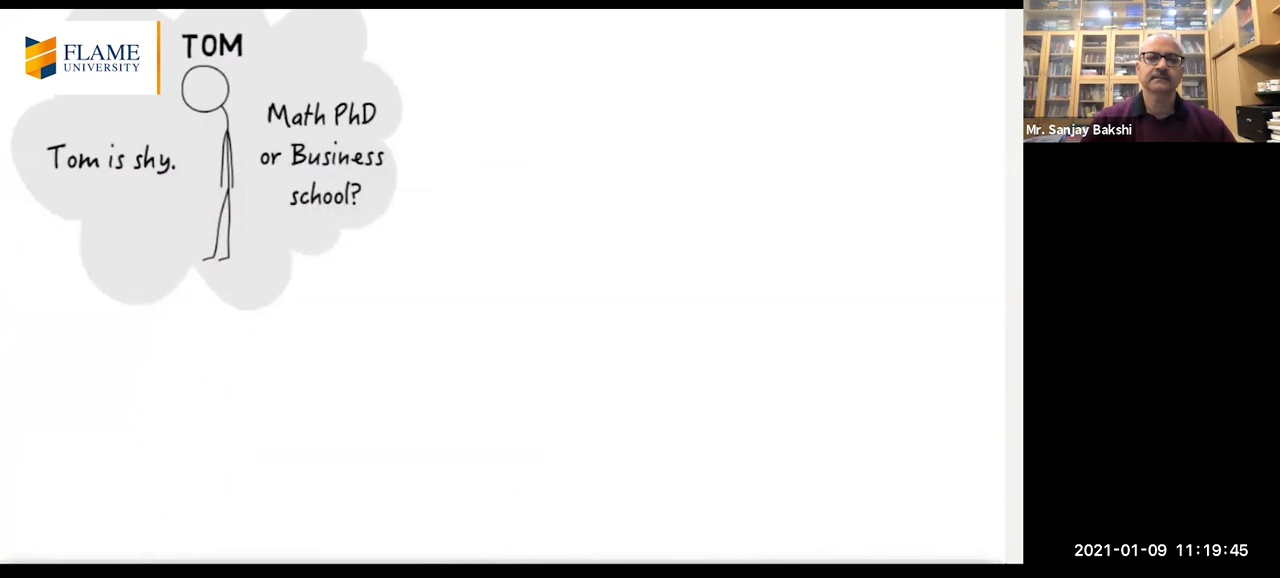 FLAME
UNIVERSITY
TOM
Tom is shy.
Math PhD
or Business
school?
Mr. Sanjay Bakshi
2021-01-09 11:19:45